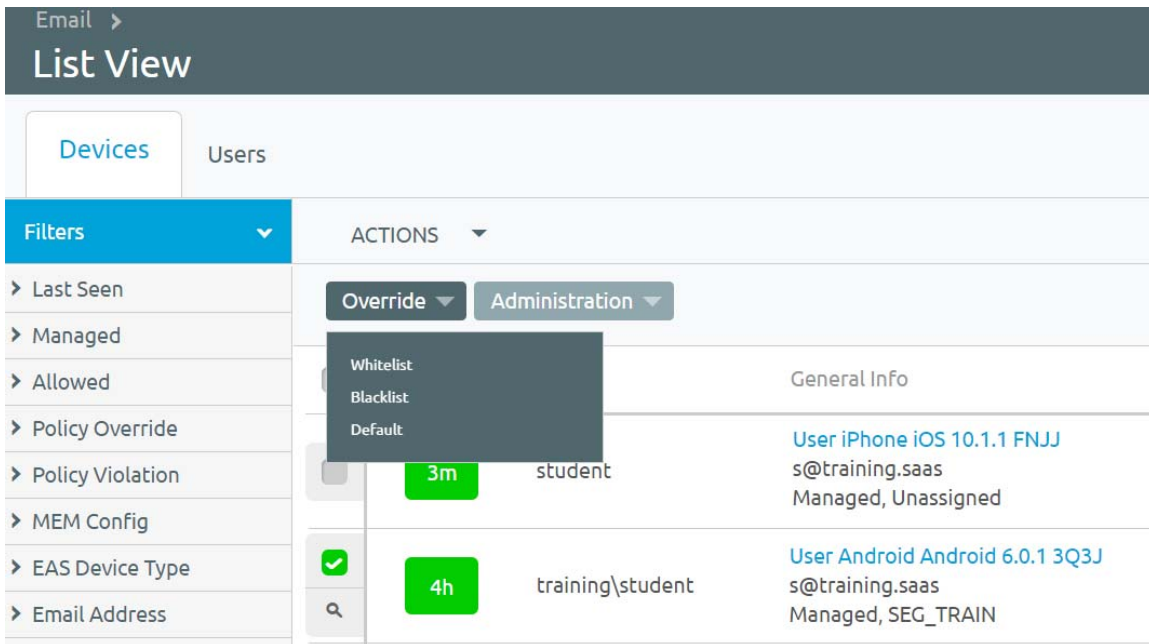 Email >
List View
Devices
Users
Filters
ACTIONS
Last Seen
Managed
Allowed
Policy Override
Policy Violation
MEM Config
EAS Device Type
Email Address
Override
Administration
Whitelist
Blacklist
Default
General Info
3m
student
User iPhone iOS 10.1.1 FNJJ
s@training.saas
Managed, Unassigned
4h
training\student
User Android Android 6.0.1 3Q3J
s@training.saas
Managed, SEG_TRAIN